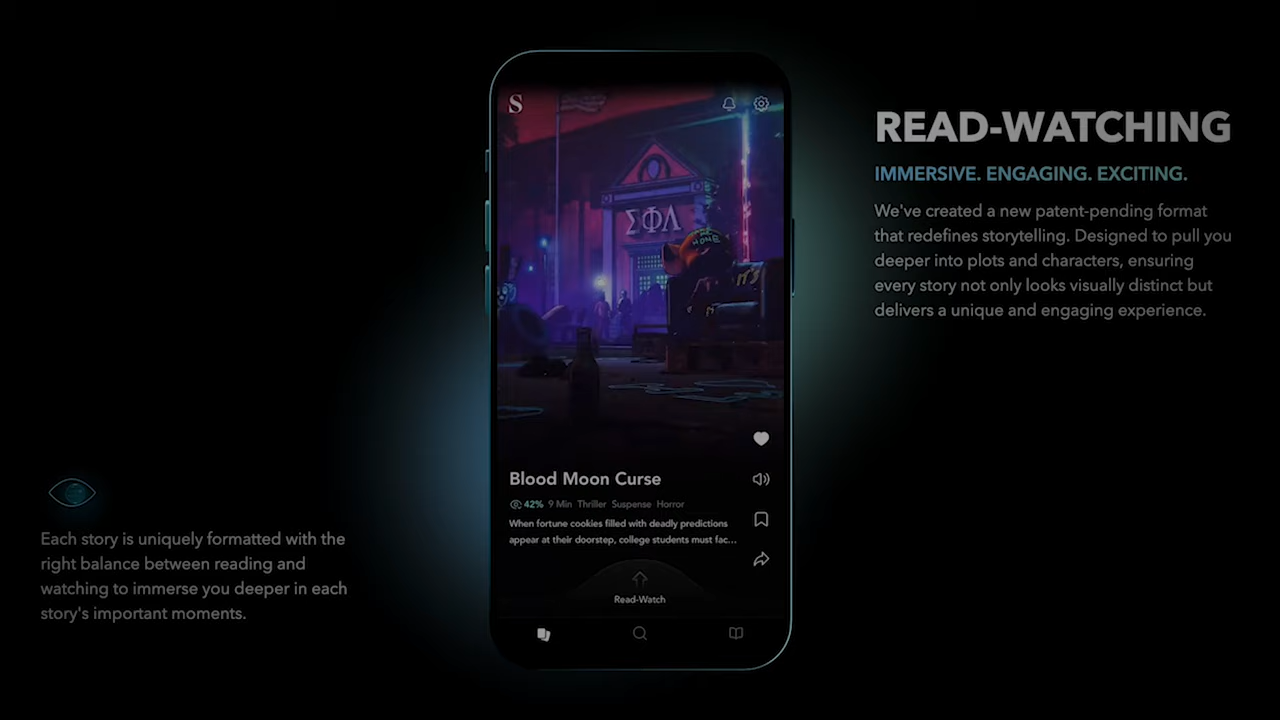 S
ΣΦΛ
HOME
Blood Moon Curse
42% 9 Min Thriller Suspense Horror
When fortune cookies filled with deadly predictions
appear at their doorstep, college students must fac...
Read-Watch
READ-WATCHING
IMMERSIVE. ENGAGING. EXCITING.
We've created a new patent-pending format
that redefines storytelling. Designed to pull you
deeper into plots and characters, ensuring
every story not only looks visually distinct but
delivers a unique and engaging experience.
Each story is uniquely formatted with the
right balance between reading and
watching to immerse you deeper in each
story's important moments.